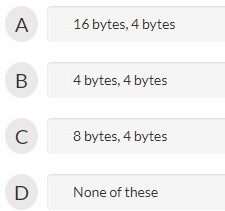 A 16 bytes, 4 bytes
B 4 bytes, 4 bytes
C 8 bytes, 4 bytes
D None of these